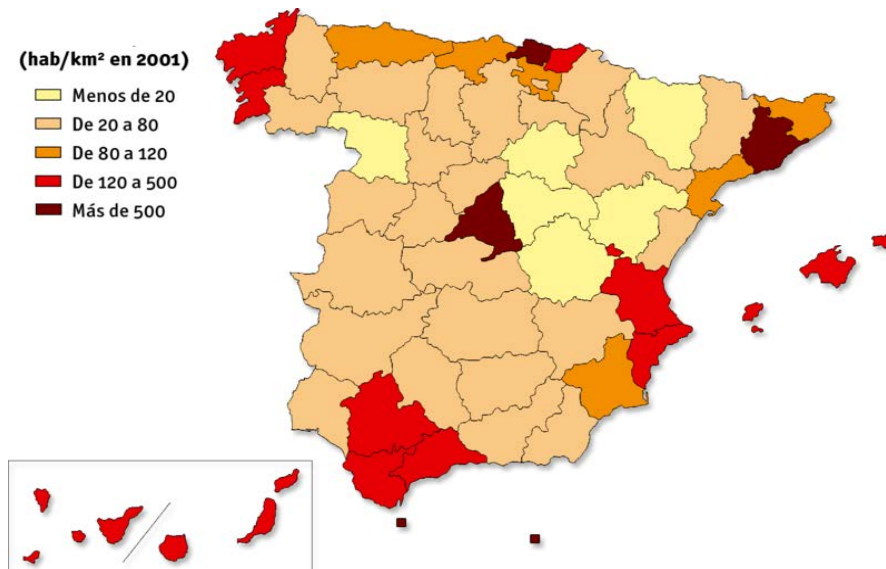 (hab/km² en 2001)
Menos de 20
De 20 a 80
De 80 a 120
De 120 a 500
Más de 500